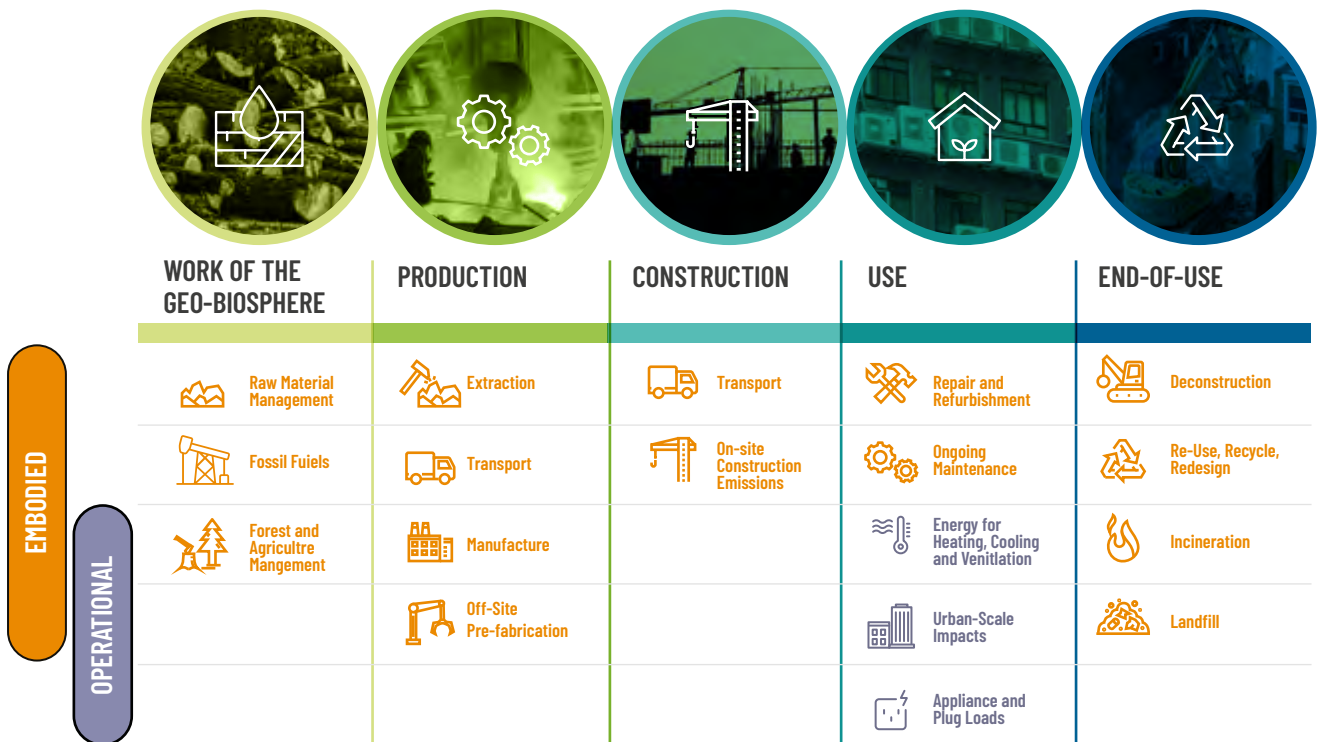 WORK OF THE
GEO-BIOSPHERE
PRODUCTION
CONSTRUCTION
USE
END-OF-USE
EMBODIED
OPERATIONAL
Raw Material
Management
Fossil Fuiels
Forest and
Agricultre
Mangement
Extraction
Transport
Manufacture
Off-Site
Pre-fabrication
Transport
On-site
Construction
Emissions
Repair and
Refurbishment
Ongoing
Maintenance
Energy for
Heating, Cooling
and Venitlation
Urban-Scale
Impacts
Appliance and
Plug Loads
Deconstruction
Re-Use, Recycle,
Redesign
Incineration
Landfill